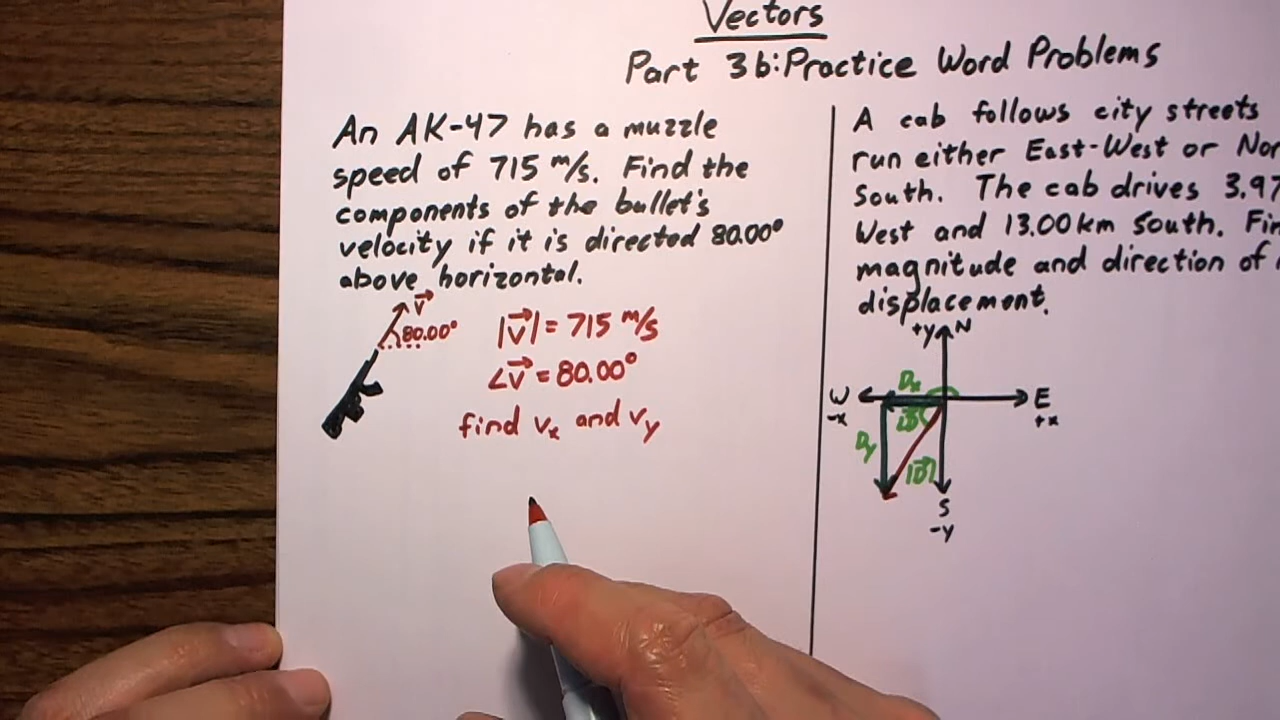 Vectors
Part 3b: Practice Word Problems
An AK-47 has a muzzle
speed of 715 m/s. Find the
components of the bullet's
velocity if it is directed 80.00°
above horizontal.
V⃗
80.00°
|V⃗| = 715 m/s
∠V⃗ = 80.00°
find Vx and Vy
A cab follows city streets
run either East-West or
South. The cab drives 3.97
West and 13.00 km South.
magnitude and direction of
displacement.
+y N
Dx
W E
-x +x
∠D⃗
Dy
|D⃗|
S
-y